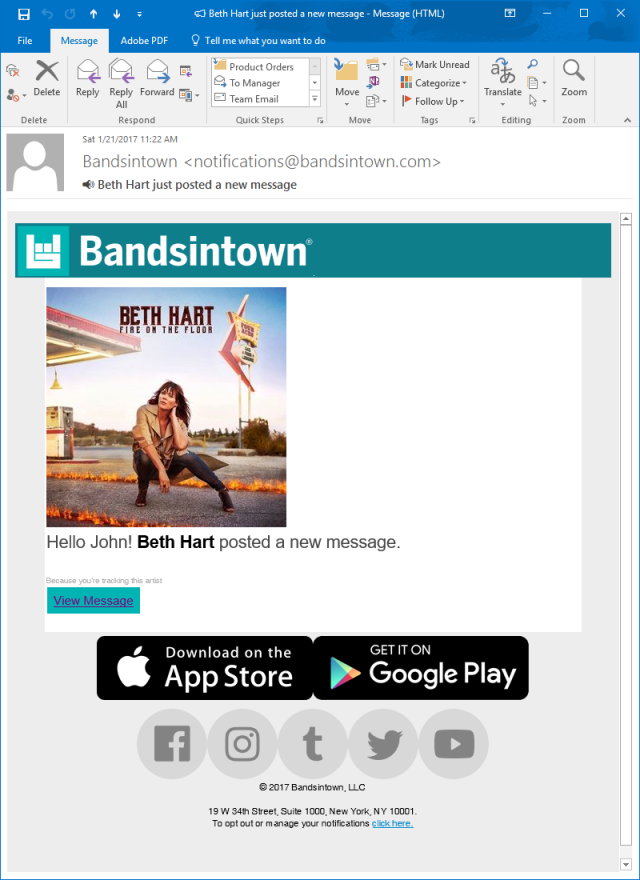 Beth Hart just posted a new message - Message (HTML)
File
Message
Adobe PDF
Tell me what you want to do
Delete
Reply
Reply All
Forward
Product Orders
To Manager
Team Email
Move
Mark Unread
Categorize
Follow Up
Translate
Zoom
Delete
Respond
Quick Steps
Move
Tags
Editing
Zoom
Sat 1/21/2017 11:22 AM
Bandsintown <notifications@bandsintown.com>
Beth Hart just posted a new message
Bandsintown®
BETH HART
FIRE ON THE FLOOR
Hello John! Beth Hart posted a new message.
Because you're tracking this artist
View Message
Download on the
App Store
GET IT ON
Google Play
© 2017 Bandsintown, LLC
19 W 34th Street, Suite 1000, New York, NY 10001.
To opt out or manage your notifications click here.